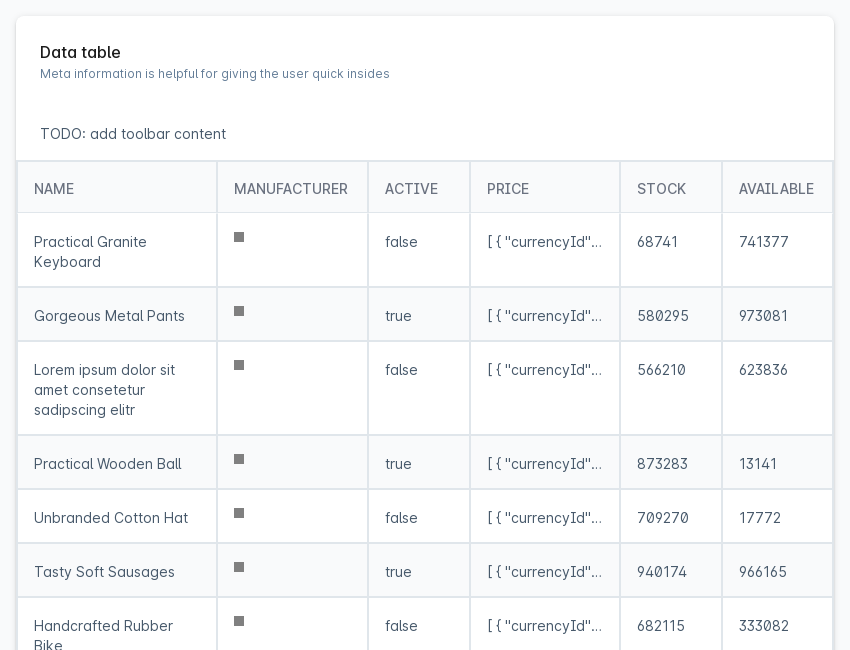 Data table
Meta information is helpful for giving the user quick insides
TODO: add toolbar content
NAME MANUFACTURER ACTIVE PRICE STOCK AVAILABLE
Practical Granite false [ { "currencyId"... 68741 741377
Keyboard
Gorgeous Metal Pants true [ { "currencyId"... 580295 973081
Lorem ipsum dolor sit false [ { "currencyId"... 566210 623836
amet consetetur
sadipscing elitr
Practical Wooden Ball true [ { "currencyId"... 873283 13141
Unbranded Cotton Hat false [ { "currencyId"... 709270 17772
Tasty Soft Sausages true [ { "currencyId"... 940174 966165
Handcrafted Rubber false [ { "currencyId"... 682115 333082
Bike